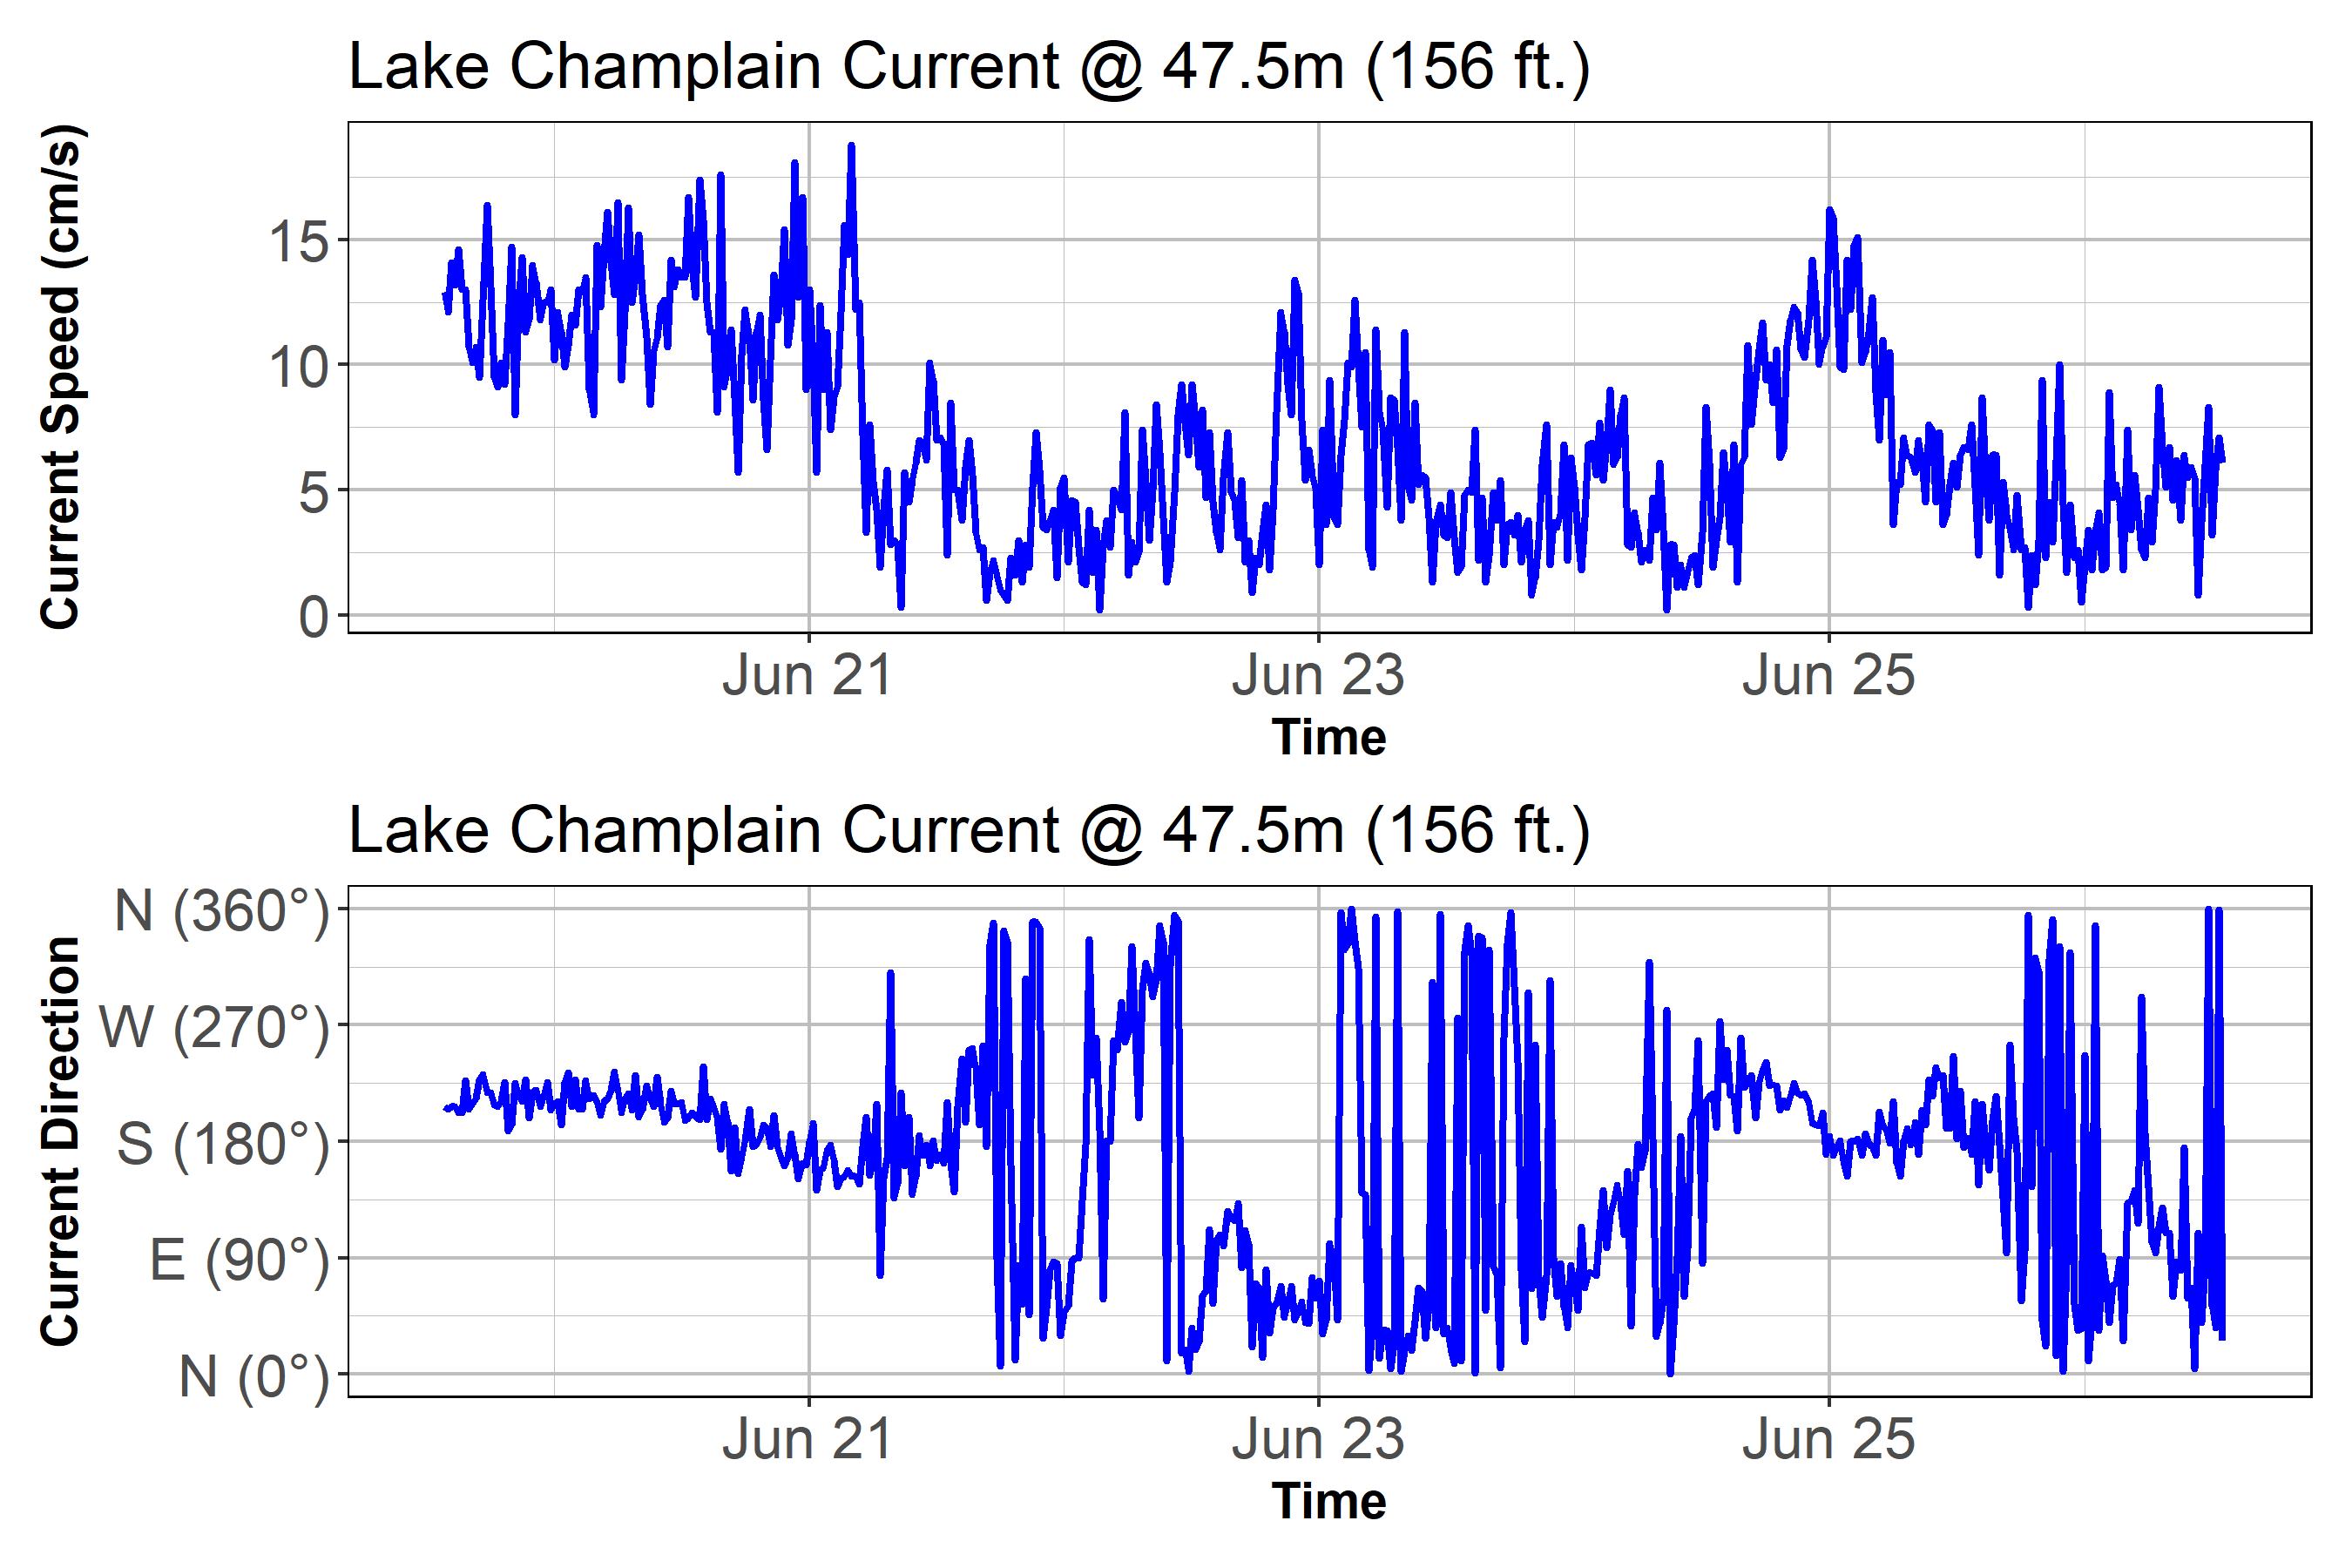 Lake Champlain Current @ 47.5m (156 ft.)
Current Speed (cm/s)
15
10
5
0
Jun 21 Jun 23 Jun 25
Time
Lake Champlain Current @ 47.5m (156 ft.)
Current Direction
N (360°)
W (270°)
S (180°)
E (90°)
N (0°)
Jun 21 Jun 23 Jun 25
Time